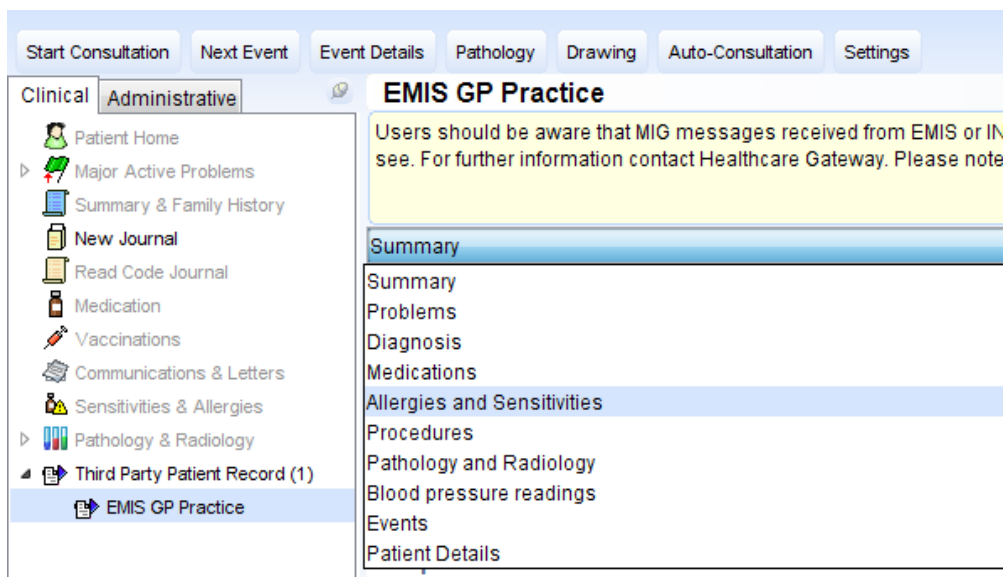 Start Consultation Next Event Event Details Pathology Drawing Auto-Consultation Settings
Clinical Administrative
Patient Home
Major Active Problems
Summary & Family History
New Journal
Read Code Journal
Medication
Vaccinations
Communications & Letters
Sensitivities & Allergies
Pathology & Radiology
Third Party Patient Record (1)
EMIS GP Practice
EMIS GP Practice
Users should be aware that MIG messages received from EMIS or IN
see. For further information contact Healthcare Gateway. Please note
Summary
Summary
Problems
Diagnosis
Medications
Allergies and Sensitivities
Procedures
Pathology and Radiology
Blood pressure readings
Events
Patient Details